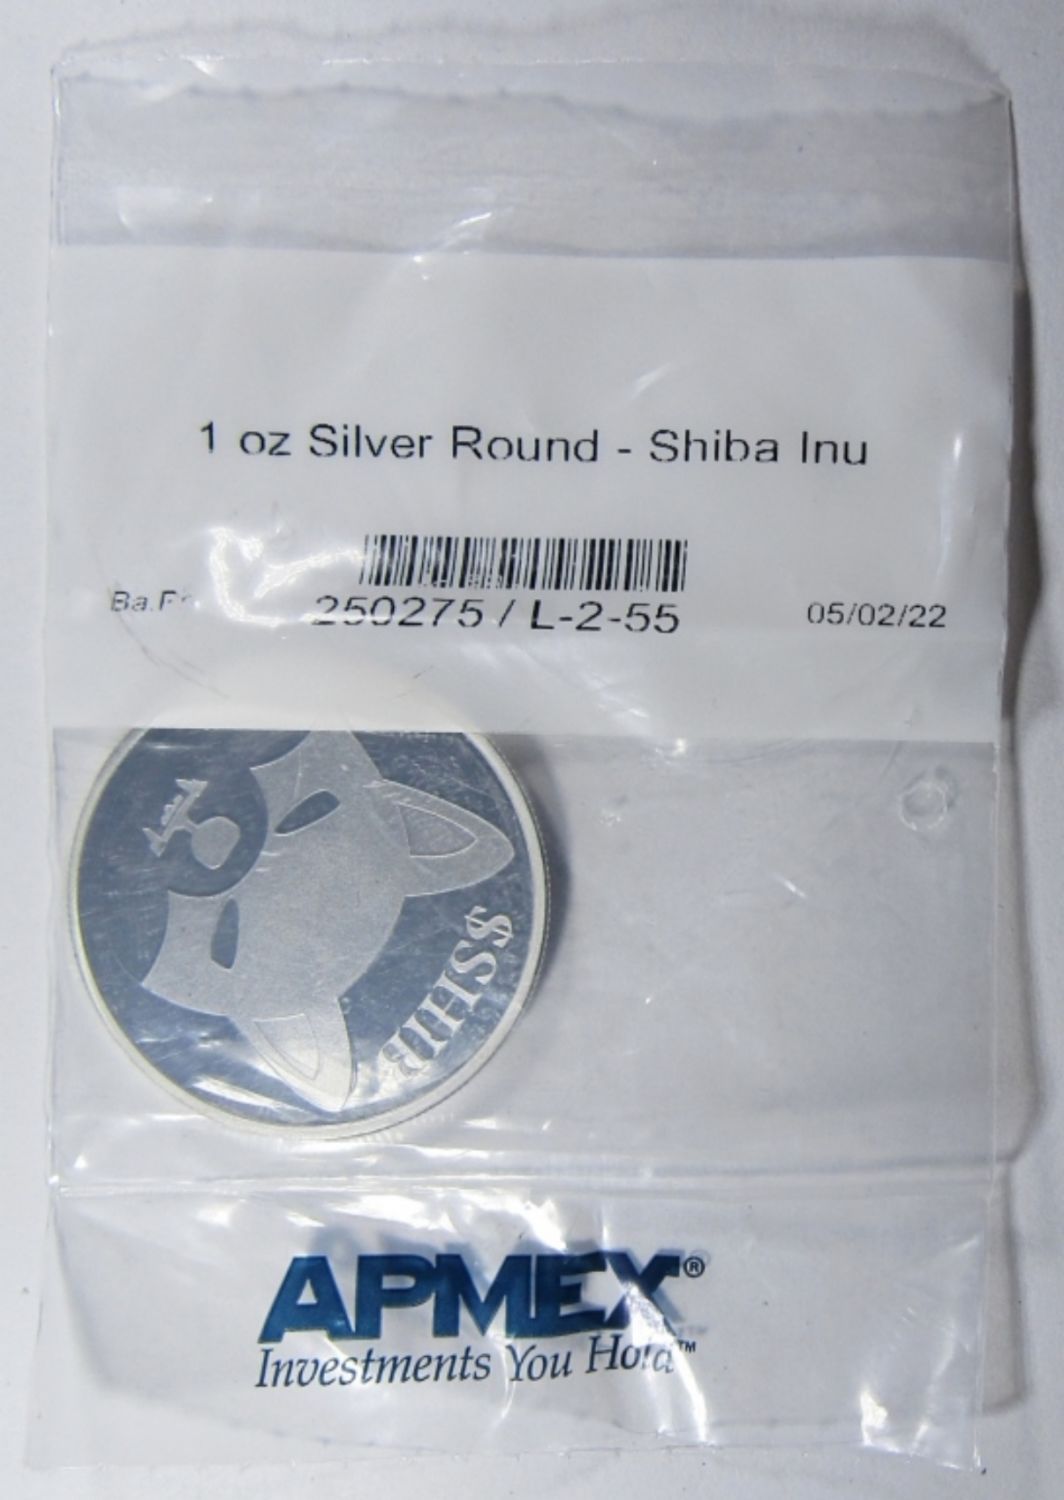 1 oz Silver Round - Shiba Inu
250275 / L-2-55
05/02/22
$SHIB
APMEX®
Investments You Hold™